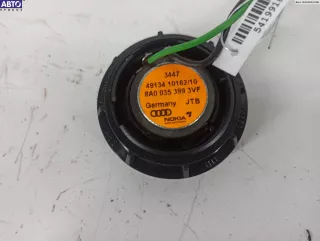 АВТО
3447
49134 10162/10
8A0 035 399 3VF
Germany JTB
NOKIA